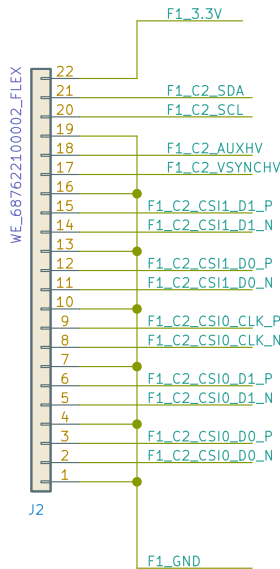 F1_3.3V
22
21 F1_C2_SDA
20 F1_C2_SCL
19
18 F1_C2_AUXHV
17 F1_C2_VSYNCHV
16
15 F1_C2_CSI1_D1_P
14 F1_C2_CSI1_D1_N
13
12 F1_C2_CSI1_D0_P
11 F1_C2_CSI1_D0_N
10
9 F1_C2_CSI0_CLK_P
8 F1_C2_CSI0_CLK_N
7
6 F1_C2_CSI0_D1_P
5 F1_C2_CSI0_D1_N
4
3 F1_C2_CSI0_D0_P
2 F1_C2_CSI0_D0_N
1
WE_687622100002_FLEX
J2
F1_GND